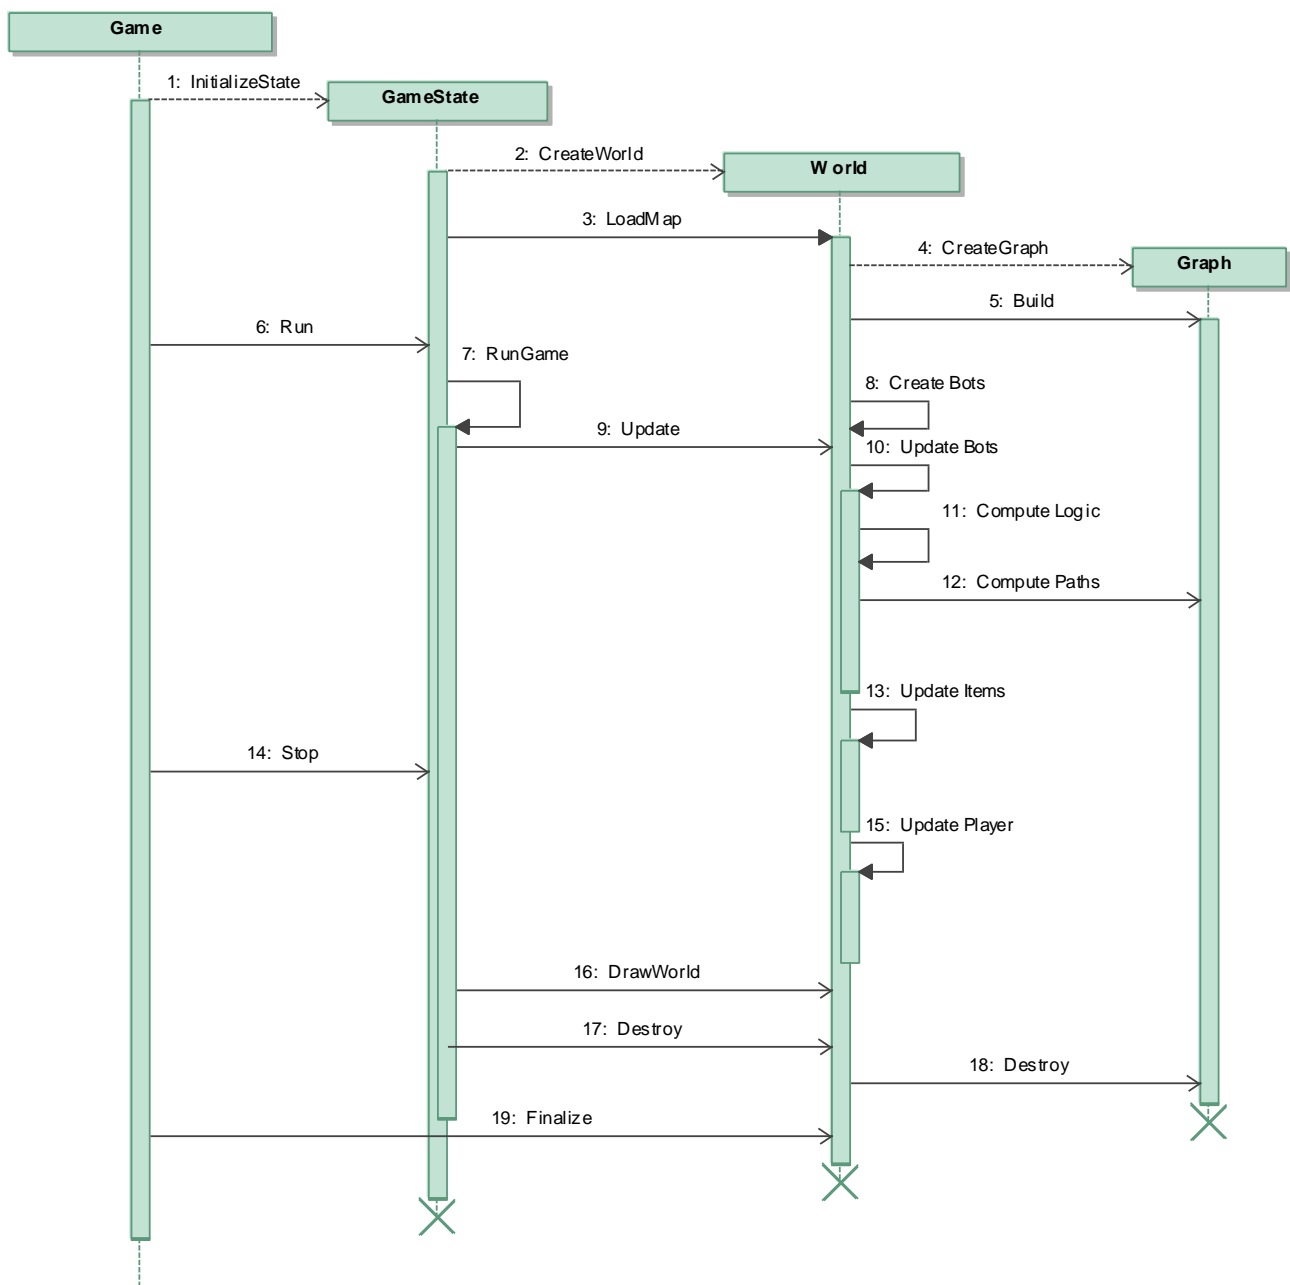 Game
1: InitializeState
GameState
2: CreateWorld
World
3: LoadMap
4: CreateGraph
Graph
5: Build
6: Run
7: RunGame
8: Create Bots
9: Update
10: Update Bots
11: Compute Logic
12: Compute Paths
13: Update Items
14: Stop
15: Update Player
16: DrawWorld
17: Destroy
18: Destroy
19: Finalize